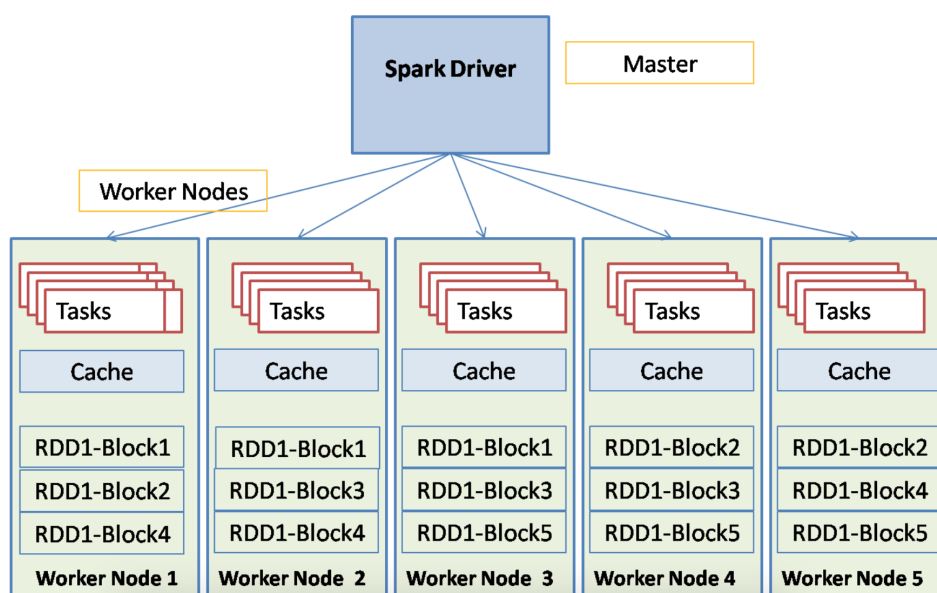 Spark Driver
Master
Worker Nodes
Tasks
Tasks
Tasks
Tasks
Tasks
Cache
Cache
Cache
Cache
Cache
RDD1-Block1
RDD1-Block1
RDD1-Block1
RDD1-Block2
RDD1-Block2
RDD1-Block2
RDD1-Block3
RDD1-Block3
RDD1-Block3
RDD1-Block4
RDD1-Block4
RDD1-Block4
RDD1-Block5
RDD1-Block5
RDD1-Block5
Worker Node 1
Worker Node 2
Worker Node 3
Worker Node 4
Worker Node 5